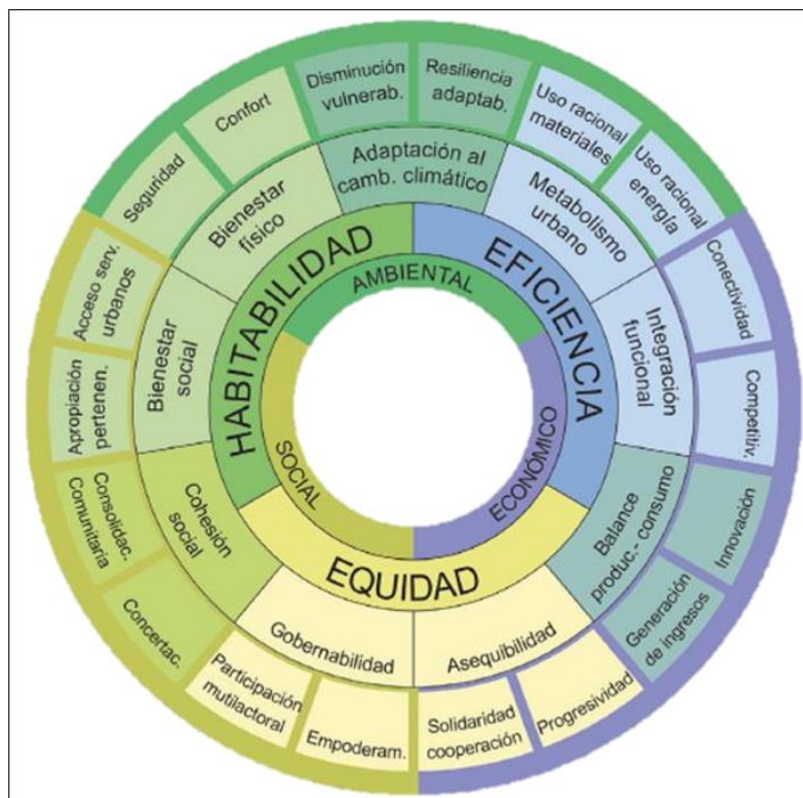 Disminución
vulnerab.
Resiliencia
adaptab.
Uso racional
materiales
Uso racional
energía
Conectividad
Competitiv.
Innovación
Generación
de ingresos
Progresividad
Solidaridad
cooperación
Empoderam.
Participación
mutilactoral
Concertac.
Consolidac.
Comunitaria
Apropiación
pertenen.
Acceso serv.
urbanos
Seguridad
Confort
Adaptación al
camb. climático
Metabolismo
urbano
Integración
funcional
Balance
produc.- consumo
Asequibilidad
Gobernabilidad
Cohesión
social
Bienestar
social
Bienestar
físico
HABITABILIDAD
EFICIENCIA
EQUIDAD
AMBIENTAL
ECONÓMICO
SOCIAL